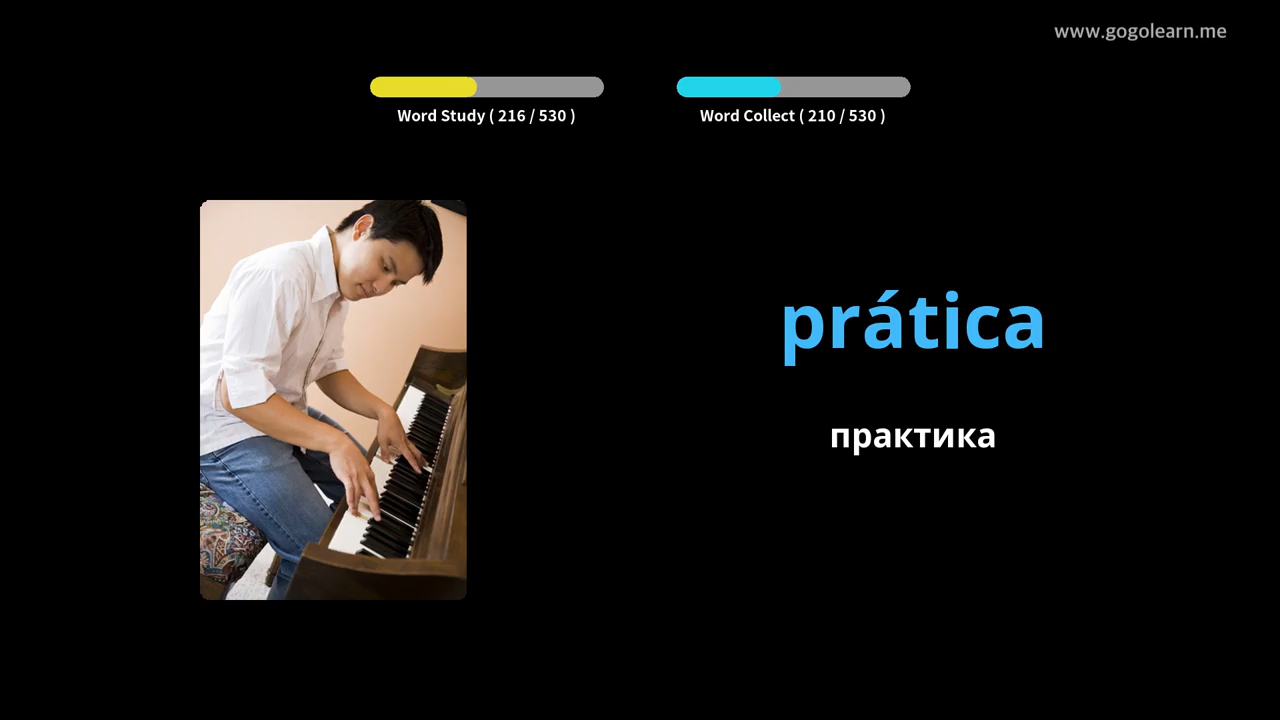 www.gogolearn.me
Word Study ( 216 / 530 )
Word Collect ( 210 / 530 )
prática
практика